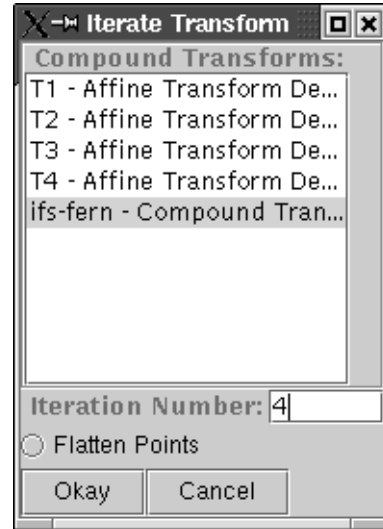 Iterate Transform
Compound Transforms:
T1 - Affine Transform De...
T2 - Affine Transform De...
T3 - Affine Transform De...
T4 - Affine Transform De...
ifs-fern - Compound Tran...
Iteration Number: 4
Flatten Points
Okay Cancel